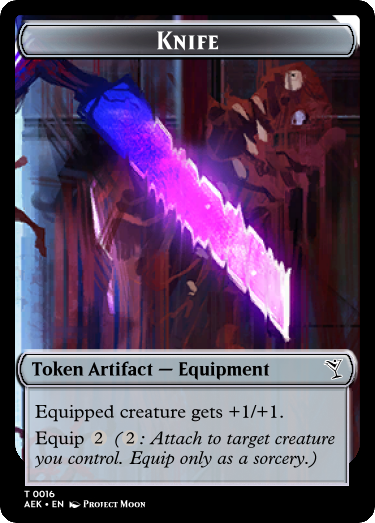 Knife
Token Artifact — Equipment
Equipped creature gets +1/+1.
Equip 2 (2: Attach to target creature
you control. Equip only as a sorcery.)
T 0016
AEK • EN Project Moon